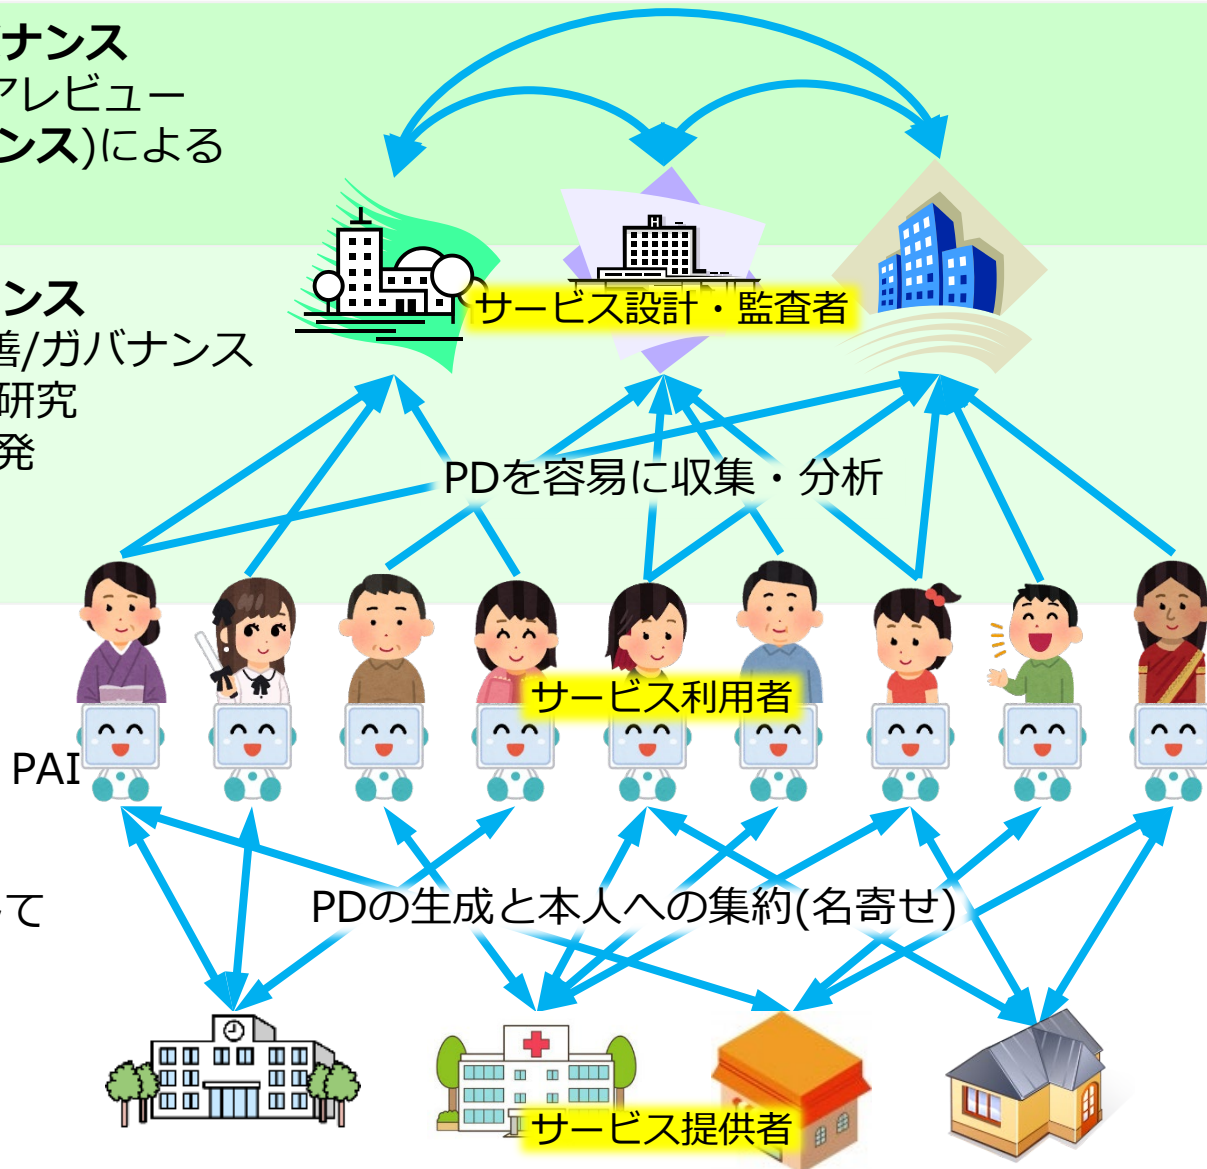 ナンス
アレビュー
ンス)による
ンス
善/ガバナンス
研究
発
サービス設計・監査者
PDを容易に収集・分析
サービス利用者
PAI
PDの生成と本人への集約(名寄せ)
て
サービス提供者